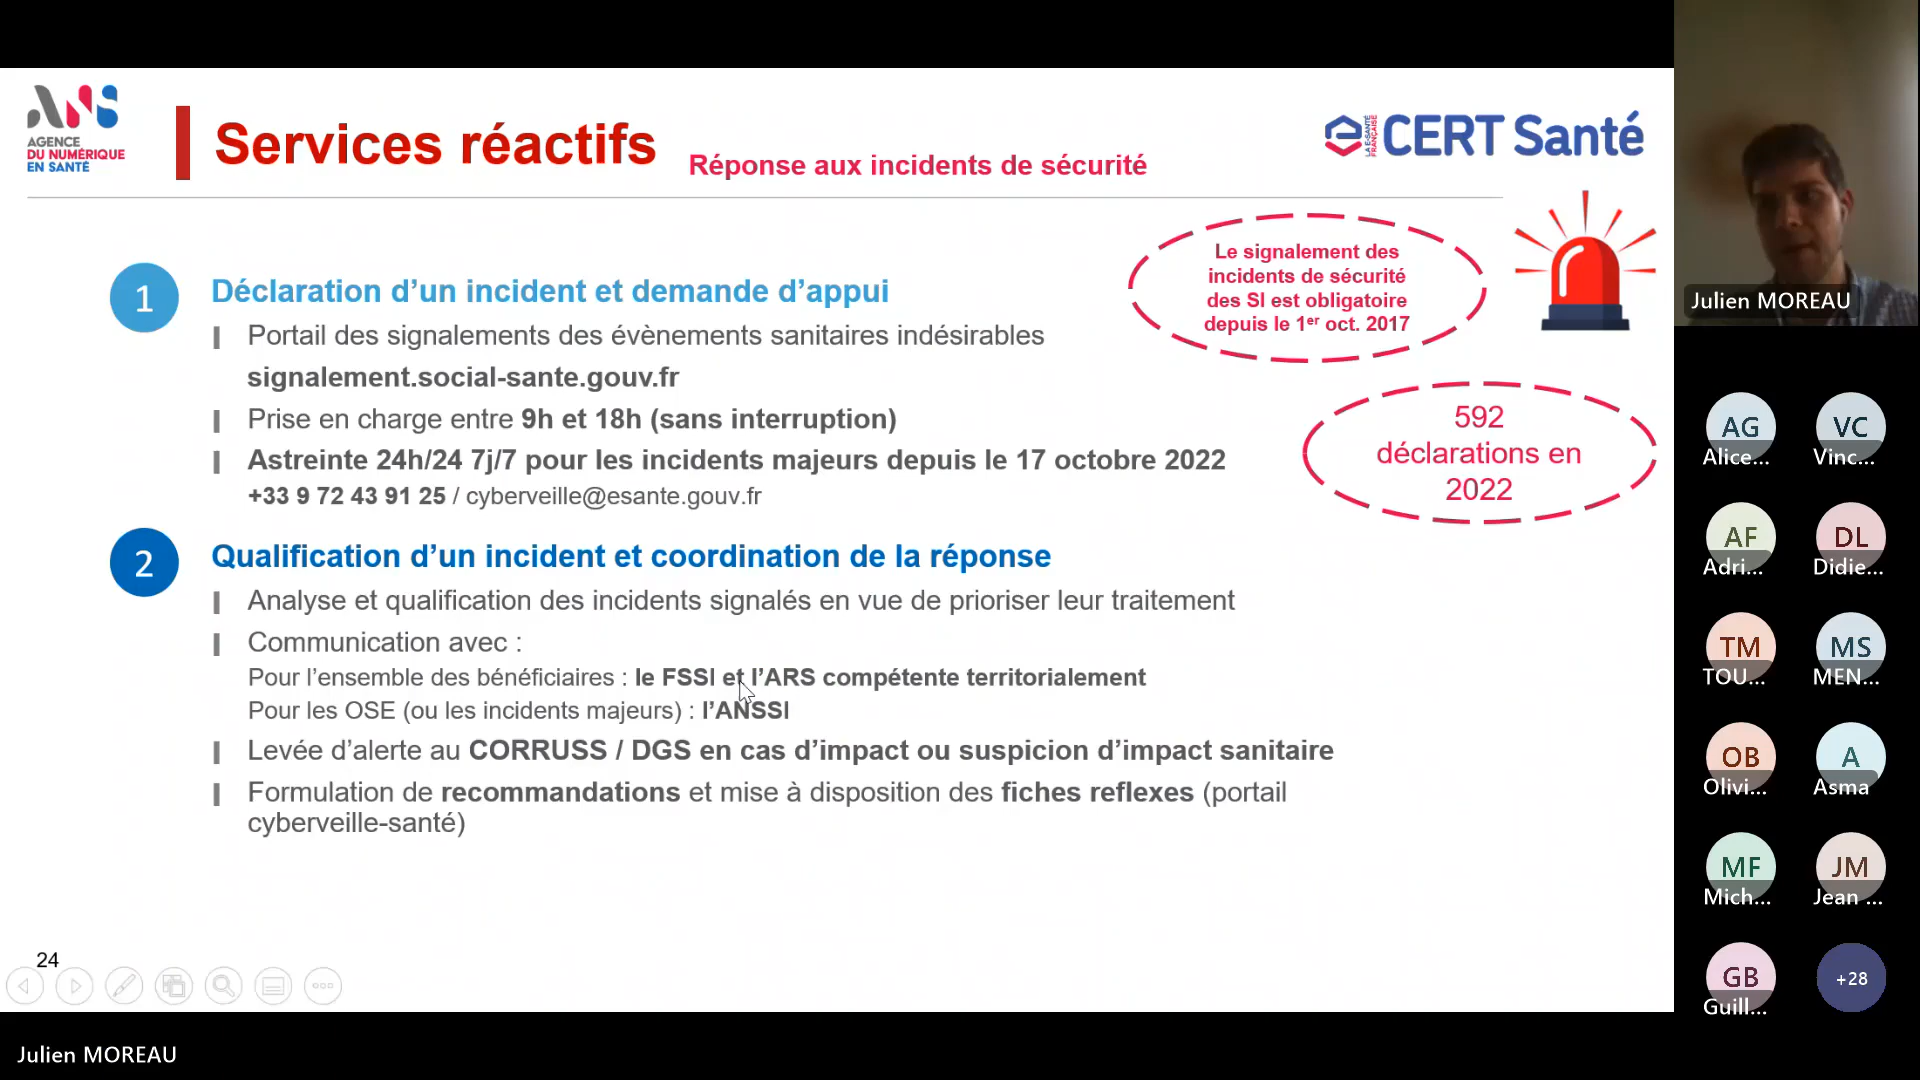 ANS
AGENCE
DU NUMÉRIQUE
EN SANTÉ
Services réactifs
Réponse aux incidents de sécurité
LA E-SANTÉ
FRANÇAISE
CERT Santé
Le signalement des
incidents de sécurité
des SI est obligatoire
depuis le 1er oct. 2017
592
déclarations en
2022
1
Déclaration d’un incident et demande d’appui
Portail des signalements des évènements sanitaires indésirables
signalement.social-sante.gouv.fr
Prise en charge entre 9h et 18h (sans interruption)
Astreinte 24h/24 7j/7 pour les incidents majeurs depuis le 17 octobre 2022
+33 9 72 43 91 25 / cyberveille@esante.gouv.fr
2
Qualification d’un incident et coordination de la réponse
Analyse et qualification des incidents signalés en vue de prioriser leur traitement
Communication avec :
Pour l’ensemble des bénéficiaires : le FSSI et l’ARS compétente territorialement
Pour les OSE (ou les incidents majeurs) : l’ANSSI
Levée d’alerte au CORRUSS / DGS en cas d’impact ou suspicion d’impact sanitaire
Formulation de recommandations et mise à disposition des fiches reflexes (portail
cyberveille-santé)
24
Julien MOREAU
Julien MOREAU
AG
Alice...
VC
Vinc...
AF
Adri...
DL
Didie...
TM
TOU...
MS
MEN...
OB
Olivi...
A
Asma
MF
Mich...
JM
Jean ...
GB
Guill...
+28